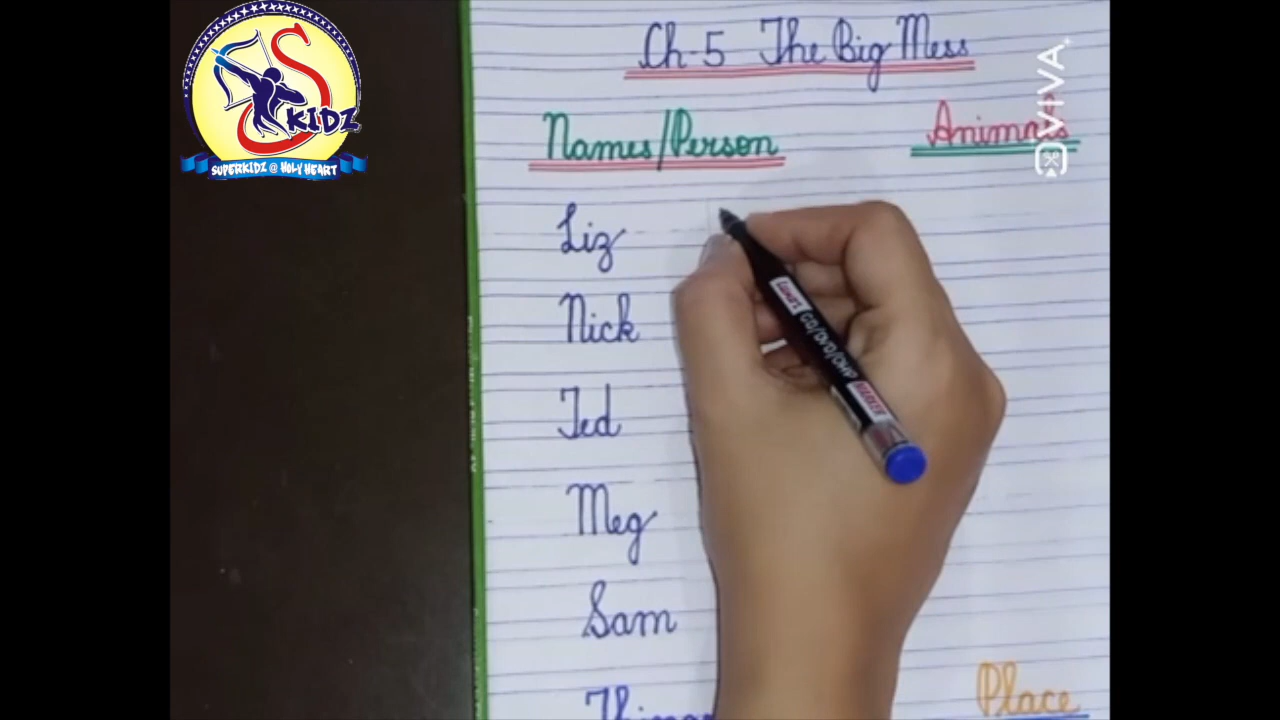 S
KIDZ
SUPERKIDZ @ HOLY HEART
Ch-5 The Big Mess
VIVA
Names/Person Animals
Liz
Nick
Ted
Meg
Sam
Things
Place